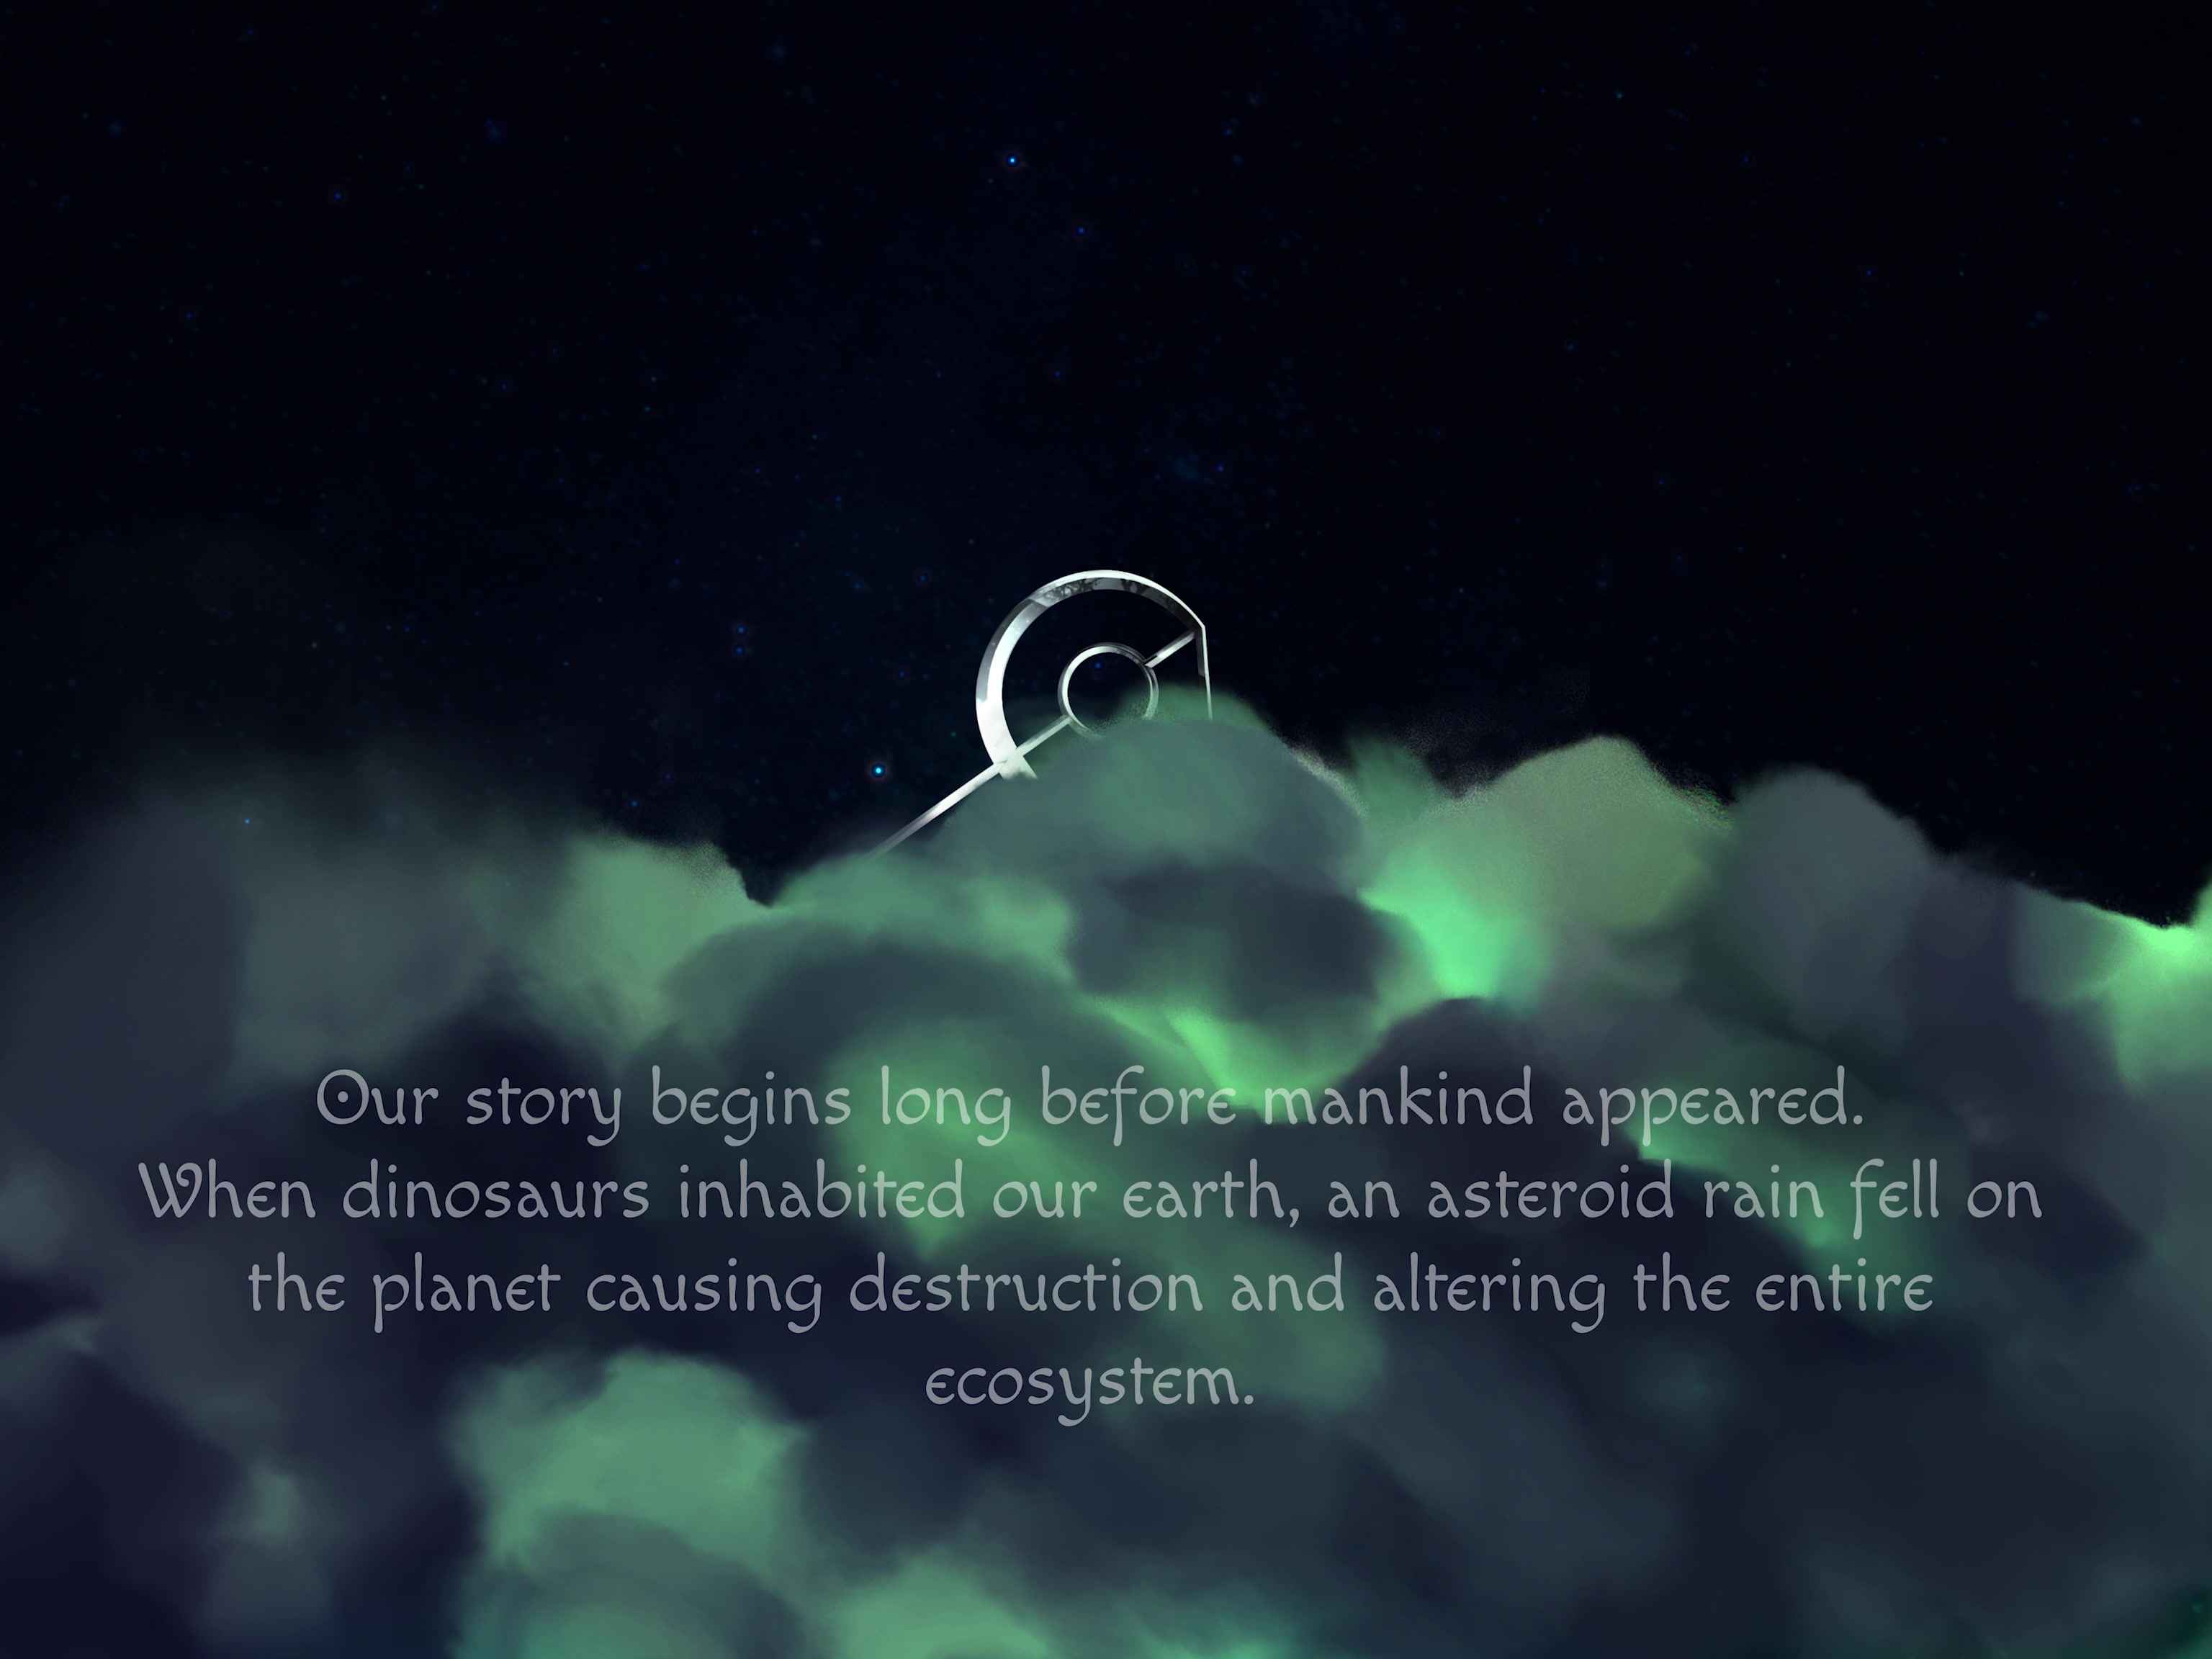 Our story begins long before mankind appeared.
When dinosaurs inhabited our earth, an asteroid rain fell on
the planet causing destruction and altering the entire
ecosystem.